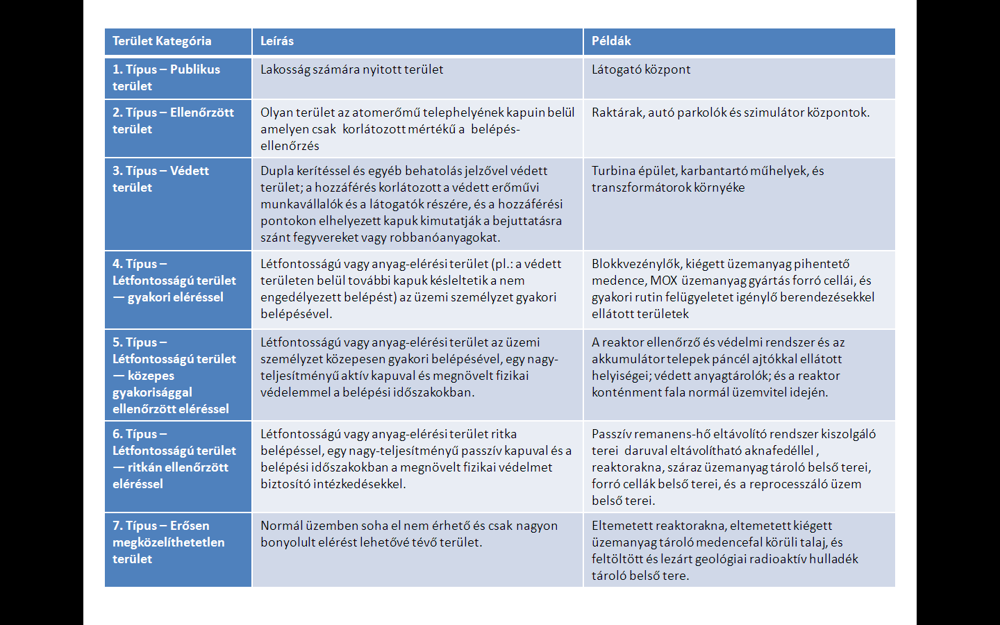 Terület Kategória
Leírás
Példák
1. Típus – Publikus
terület
Lakosság számára nyitott terület
Látogató központ
2. Típus – Ellenőrzött
terület
Olyan terület az atomerőmű telephelyének kapuin belül
amelyen csak korlátozott mértékű a belépés-
ellenőrzés
Raktárak, autó parkolók és szimulátor központok.
3. Típus – Védett
terület
Dupla kerítéssel és egyéb behatolás jelzővel védett
terület; a hozzáférés korlátozott a védett erőművi
munkavállalók és a látogatók részére, és a hozzáférési
pontokon elhelyezett kapuk kimutatják a bejuttatásra
szánt fegyvereket vagy robbanóanyagokat.
Turbina épület, karbantartó műhelyek, és
transzformátorok környéke
4. Típus –
Létfontosságú terület
— gyakori eléréssel
Létfontosságú vagy anyag-elérési terület (pl.: a védett
területen belül további kapuk késleltetik a nem
engedélyezett belépést) az üzemi személyzet gyakori
belépésével.
Blokkvezénylők, kiégett üzemanyag pihentető
medence, MOX üzemanyag gyártás forró cellái, és
gyakori rutin felügyeletet igénylő berendezésekkel
ellátott területek
5. Típus –
Létfontosságú terület
— közepes
gyakorisággal
ellenőrzött eléréssel
Létfontosságú vagy anyag-elérési terület az üzemi
személyzet közepesen gyakori belépésével, egy nagy-
teljesítményű aktív kapuval és megnövelt fizikai
védelemmel a belépési időszakokban.
A reaktor ellenőrző és védelmi rendszer és az
akkumulátor telepek páncél ajtókkal ellátott
helyiségei; védett anyagtárolók; és a reaktor
konténment fala normál üzemvitel idején.
6. Típus –
Létfontosságú terület
— ritkán ellenőrzött
eléréssel
Létfontosságú vagy anyag-elérési terület ritka
belépéssel, egy nagy-teljesítményű passzív kapuval és a
belépési időszakokban a megnövelt fizikai védelmet
biztosító intézkedésekkel.
Passzív remanens-hő eltávolító rendszer kiszolgáló
terei daruval eltávolítható aknafedéllel ,
reaktorakna, száraz üzemanyag tároló belső terei,
forró cellák belső terei, és a reprocesszáló üzem
belső terei.
7. Típus – Erősen
megközelíthetetlen
terület
Normál üzemben soha el nem érhető és csak nagyon
bonyolult elérést lehetővé tévő terület.
Eltemetett reaktorakna, eltemetett kiégett
üzemanyag tároló medencefal körüli talaj, és
feltöltött és lezárt geológiai radioaktív hulladék
tároló belső tere.